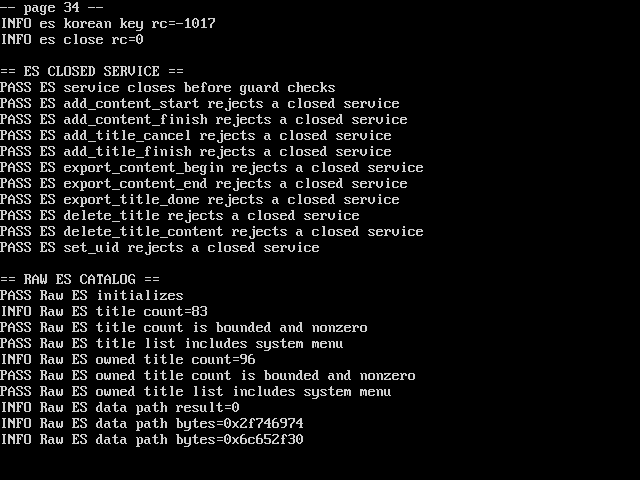 -- page 34 --
INFO es korean key rc=-1017
INFO es close rc=0
== ES CLOSED SERVICE ==
PASS ES service closes before guard checks
PASS ES add_content_start rejects a closed service
PASS ES add_content_finish rejects a closed service
PASS ES add_title_cancel rejects a closed service
PASS ES add_title_finish rejects a closed service
PASS ES export_content_begin rejects a closed service
PASS ES export_content_end rejects a closed service
PASS ES export_title_done rejects a closed service
PASS ES delete_title rejects a closed service
PASS ES delete_title_content rejects a closed service
PASS ES set_uid rejects a closed service
== RAW ES CATALOG ==
PASS Raw ES initializes
INFO Raw ES title count=83
PASS Raw ES title count is bounded and nonzero
PASS Raw ES title list includes system menu
INFO Raw ES owned title count=96
PASS Raw ES owned title count is bounded and nonzero
PASS Raw ES owned title list includes system menu
INFO Raw ES data path result=0
INFO Raw ES data path bytes=0x2f746974
INFO Raw ES data path bytes=0x6c652f30